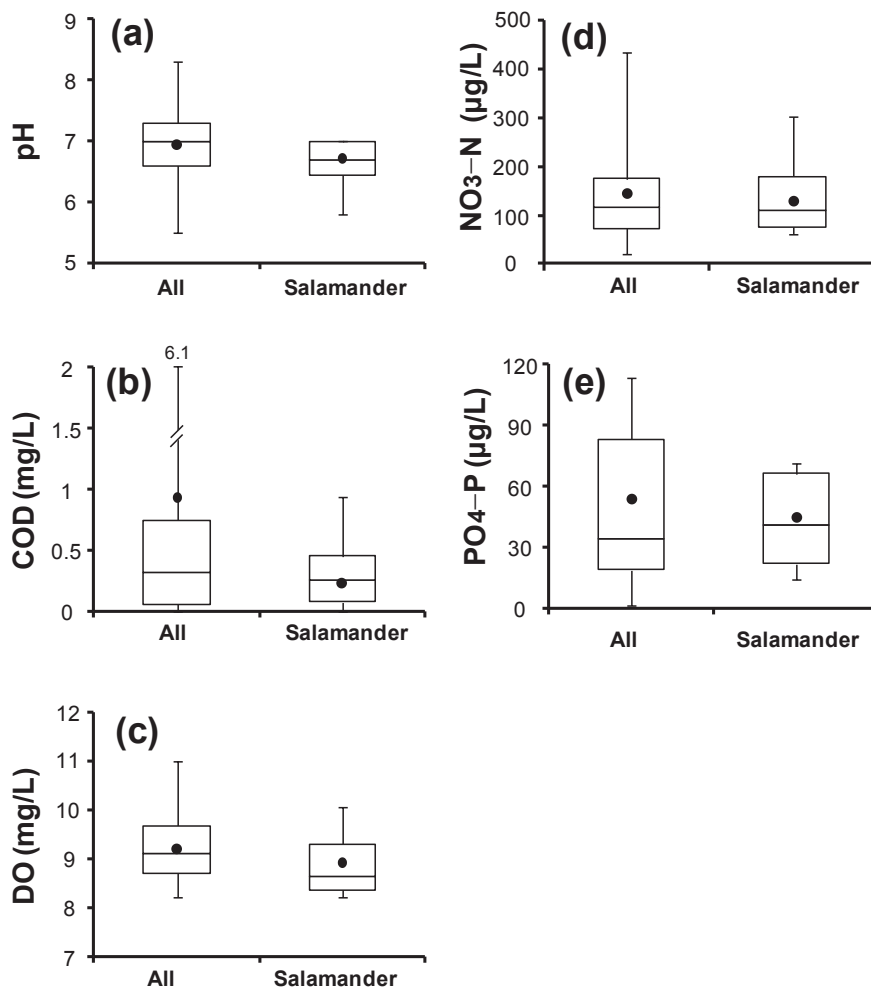 (a)
pH
9
8
7
6
5
All Salamander
(d)
NO3−N (µg/L)
500
400
300
200
100
0
All Salamander
(b)
COD (mg/L)
6.1
2
1.5
1
0.5
0
All Salamander
(e)
PO4−P (µg/L)
120
90
60
30
0
All Salamander
(c)
DO (mg/L)
12
11
10
9
8
7
All Salamander